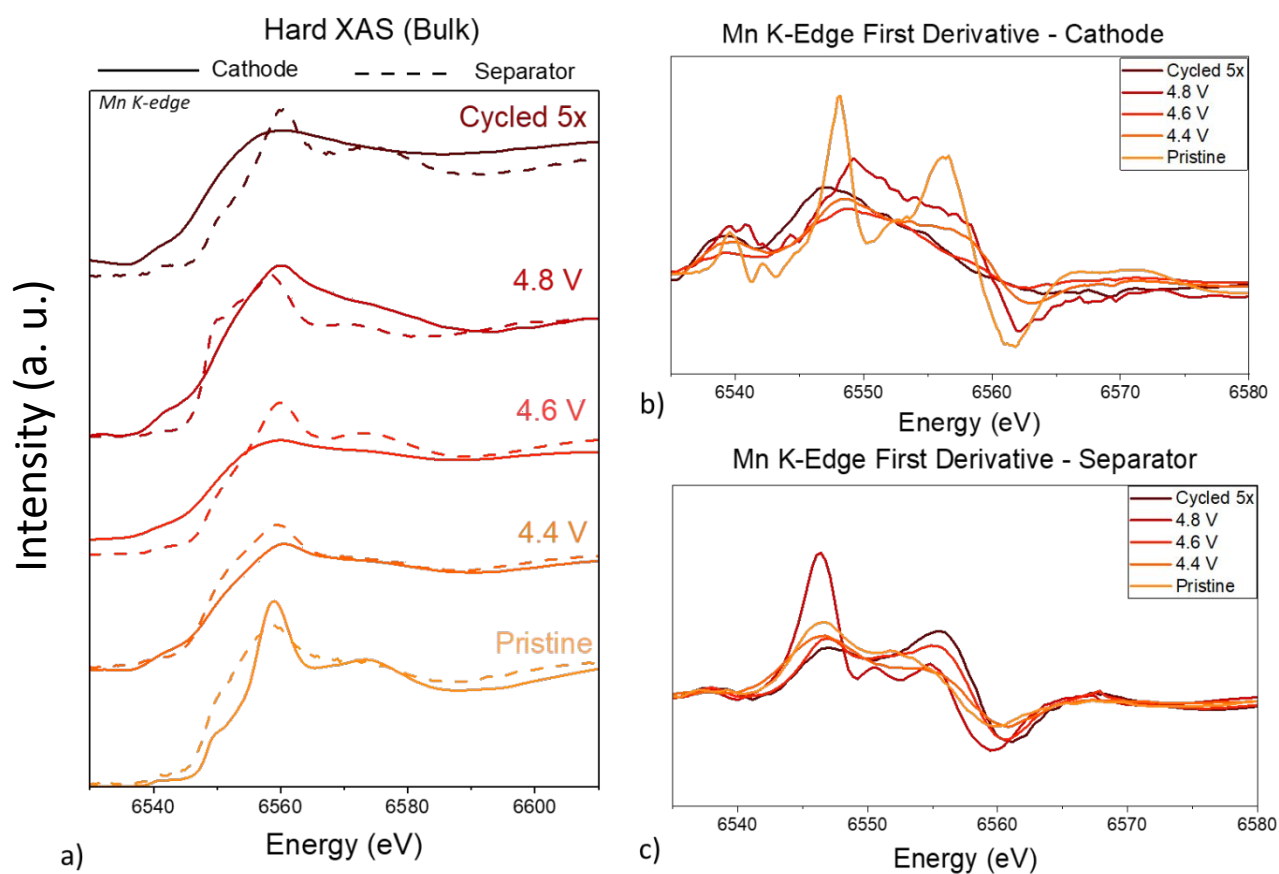 Hard XAS (Bulk)
Cathode
Separator
Mn K-edge
Cycled 5x
4.8 V
4.6 V
4.4 V
Pristine
Intensity (a. u.)
6540
6560
6580
6600
Energy (eV)
a)
Mn K-Edge First Derivative - Cathode
Cycled 5x
4.8 V
4.6 V
4.4 V
Pristine
6540
6550
6560
6570
6580
Energy (eV)
b)
Mn K-Edge First Derivative - Separator
Cycled 5x
4.8 V
4.6 V
4.4 V
Pristine
6540
6550
6560
6570
6580
Energy (eV)
c)